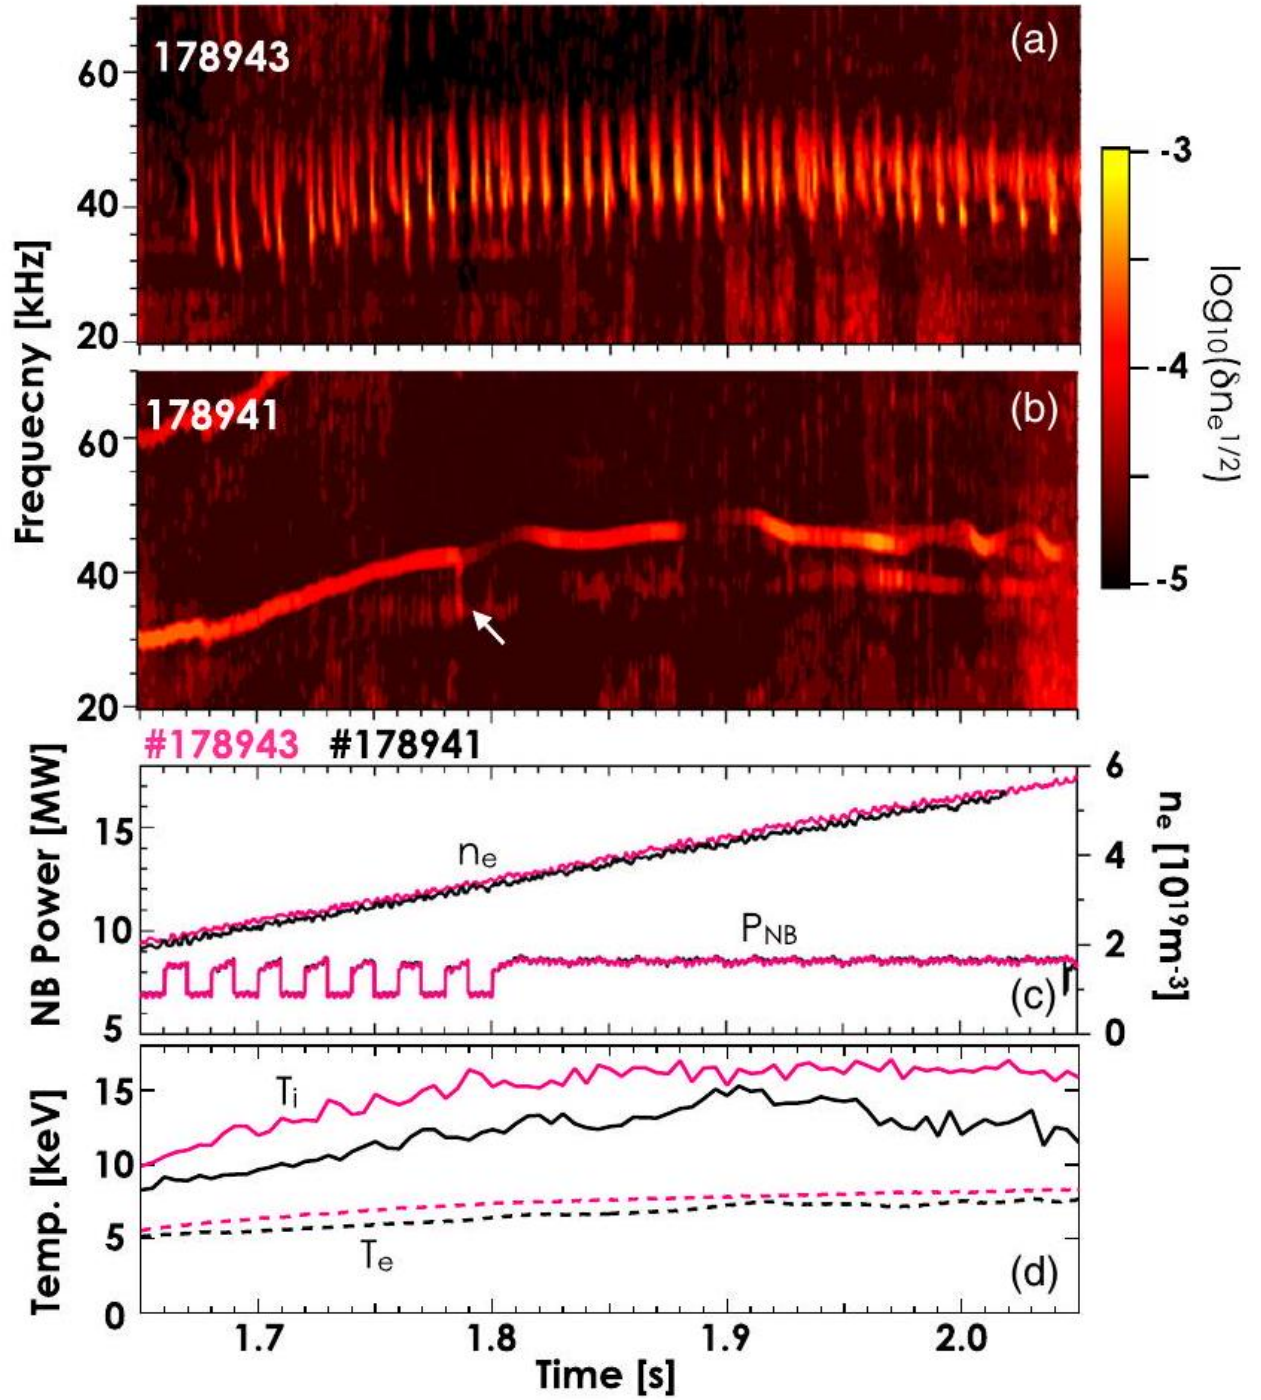 (a)
178943
60
40
20
-3
-4
-5
log10(δne1/2)
Frequecny [kHz]
(b)
178941
60
40
20
#178943 #178941
NB Power [MW]
15
10
5
ne
PNB
(c)
6
4
2
0
ne [1019m-3]
Temp. [keV]
15
10
5
0
Ti
Te
(d)
1.7 1.8 1.9 2.0
Time [s]